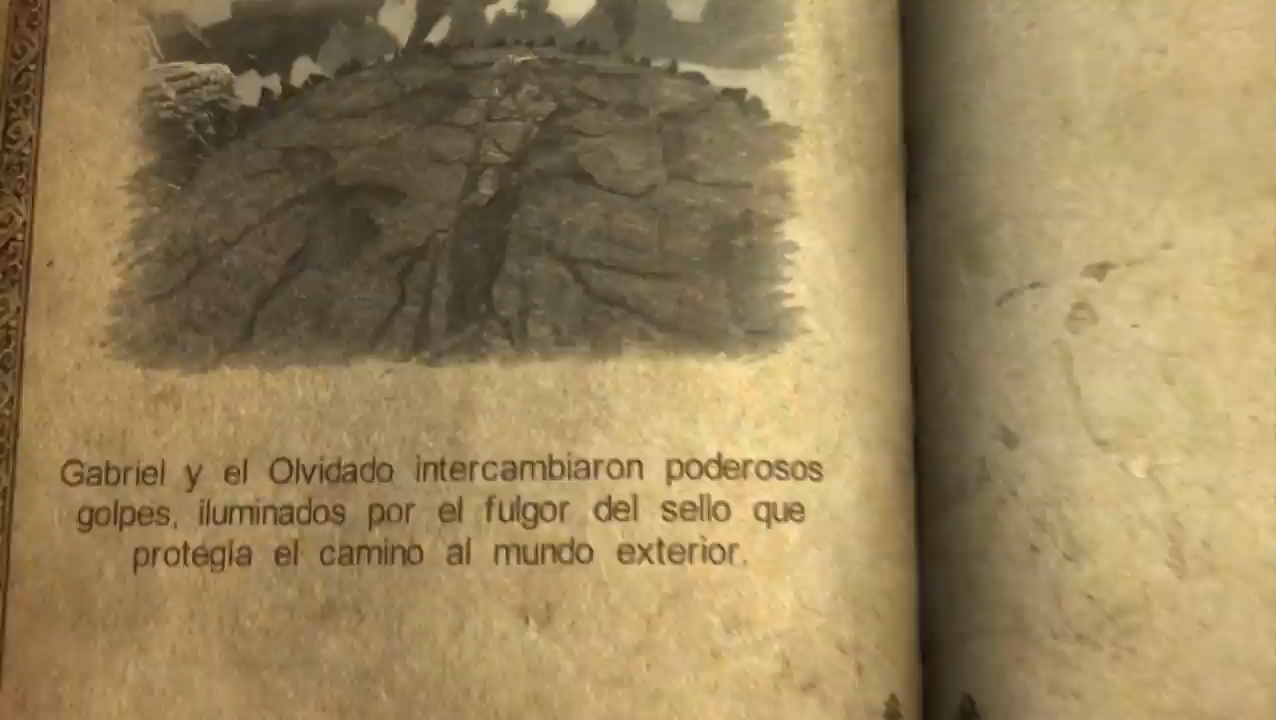 Gabriel y el Olvidado intercambiaron poderosos
golpes, iluminados por el fulgor del sello que
protegía el camino al mundo exterior.